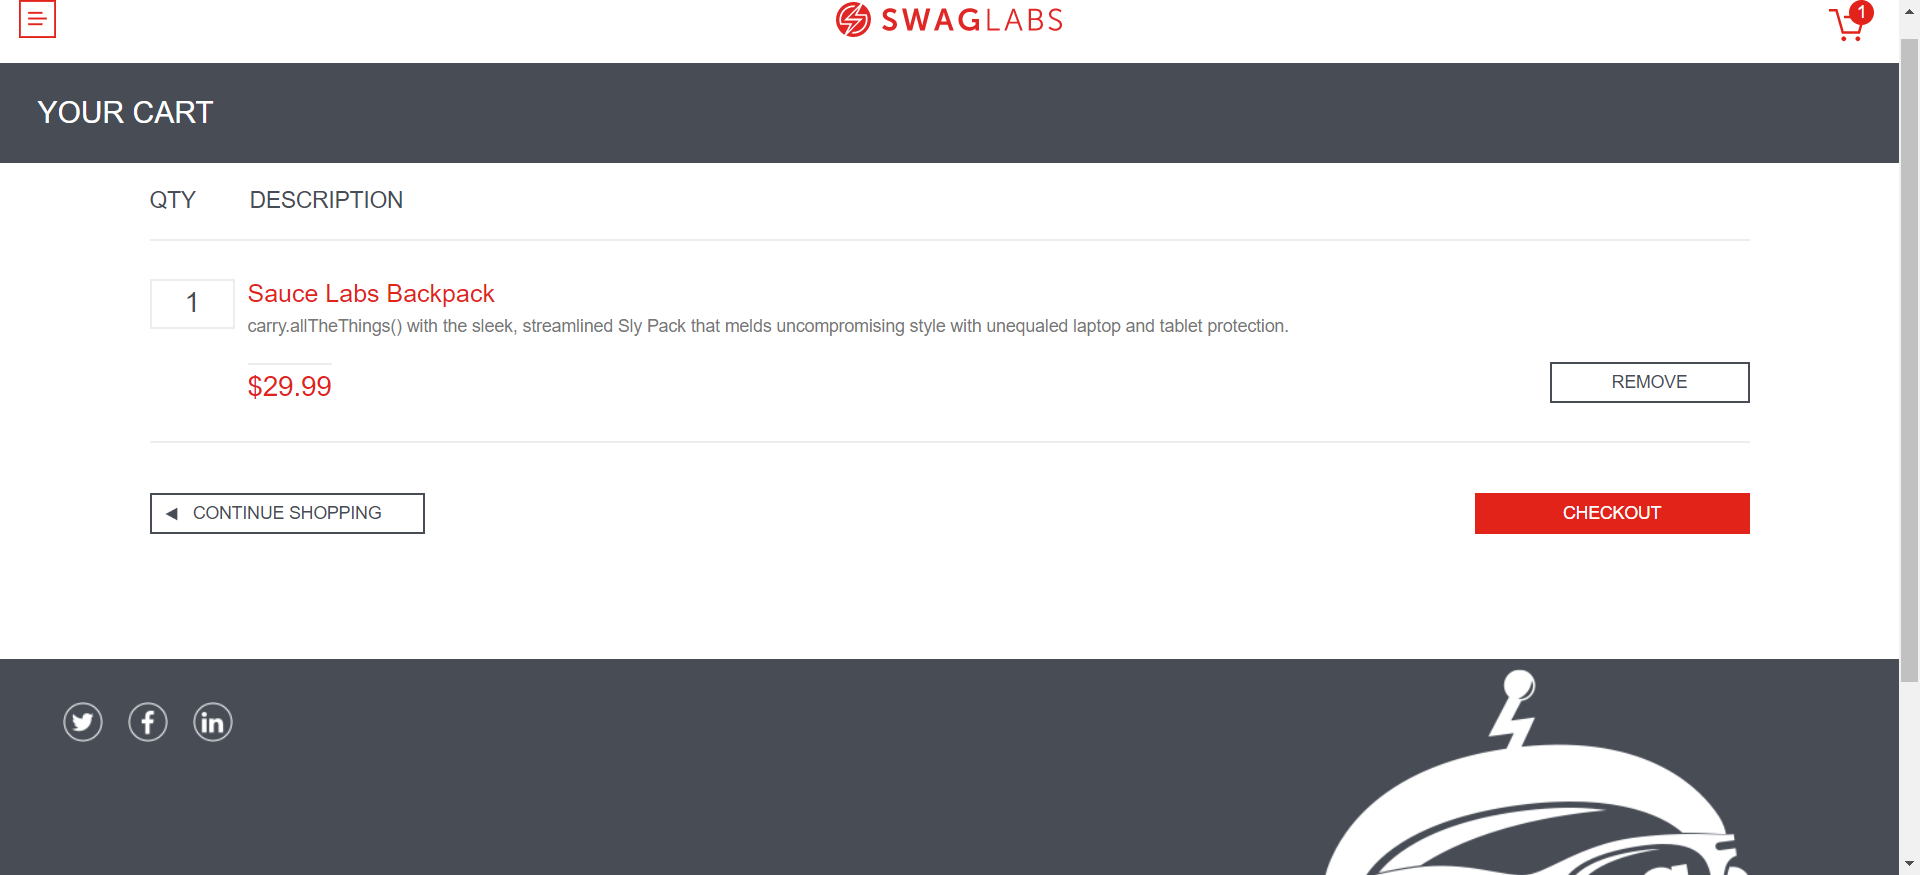 SWAGLABS
1
YOUR CART
QTY DESCRIPTION
1
Sauce Labs Backpack
carry.allTheThings() with the sleek, streamlined Sly Pack that melds uncompromising style with unequaled laptop and tablet protection.
$29.99
REMOVE
CONTINUE SHOPPING
CHECKOUT